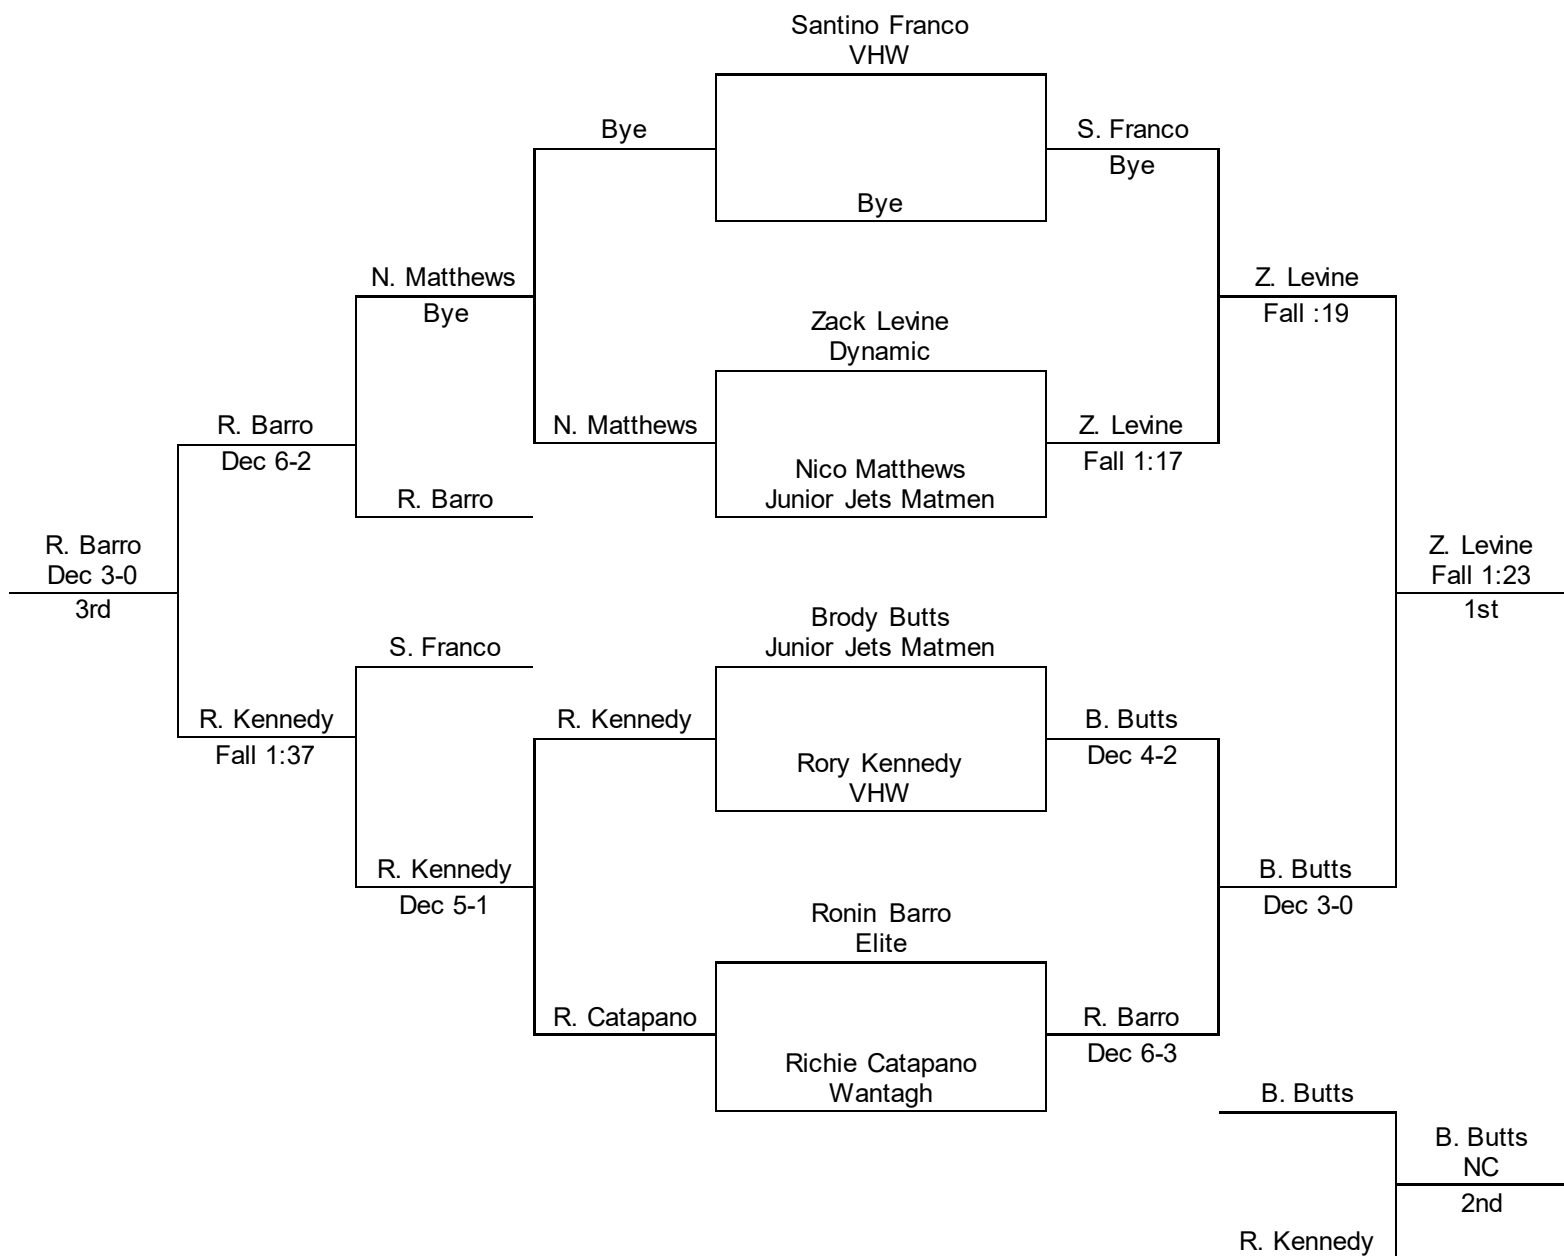 Santino Franco
VHW
Bye
S. Franco
Bye
Bye
N. Matthews
Bye
Z. Levine
Fall :19
Zack Levine
Dynamic
R. Barro
Dec 6-2
N. Matthews
Z. Levine
Fall 1:17
Nico Matthews
Junior Jets Matmen
R. Barro
R. Barro
Dec 3-0
3rd
Z. Levine
Fall 1:23
1st
Brody Butts
Junior Jets Matmen
S. Franco
R. Kennedy
Fall 1:37
R. Kennedy
B. Butts
Dec 4-2
Rory Kennedy
VHW
R. Kennedy
Dec 5-1
B. Butts
Dec 3-0
Ronin Barro
Elite
R. Catapano
R. Barro
Dec 6-3
Richie Catapano
Wantagh
B. Butts
B. Butts
NC
2nd
R. Kennedy